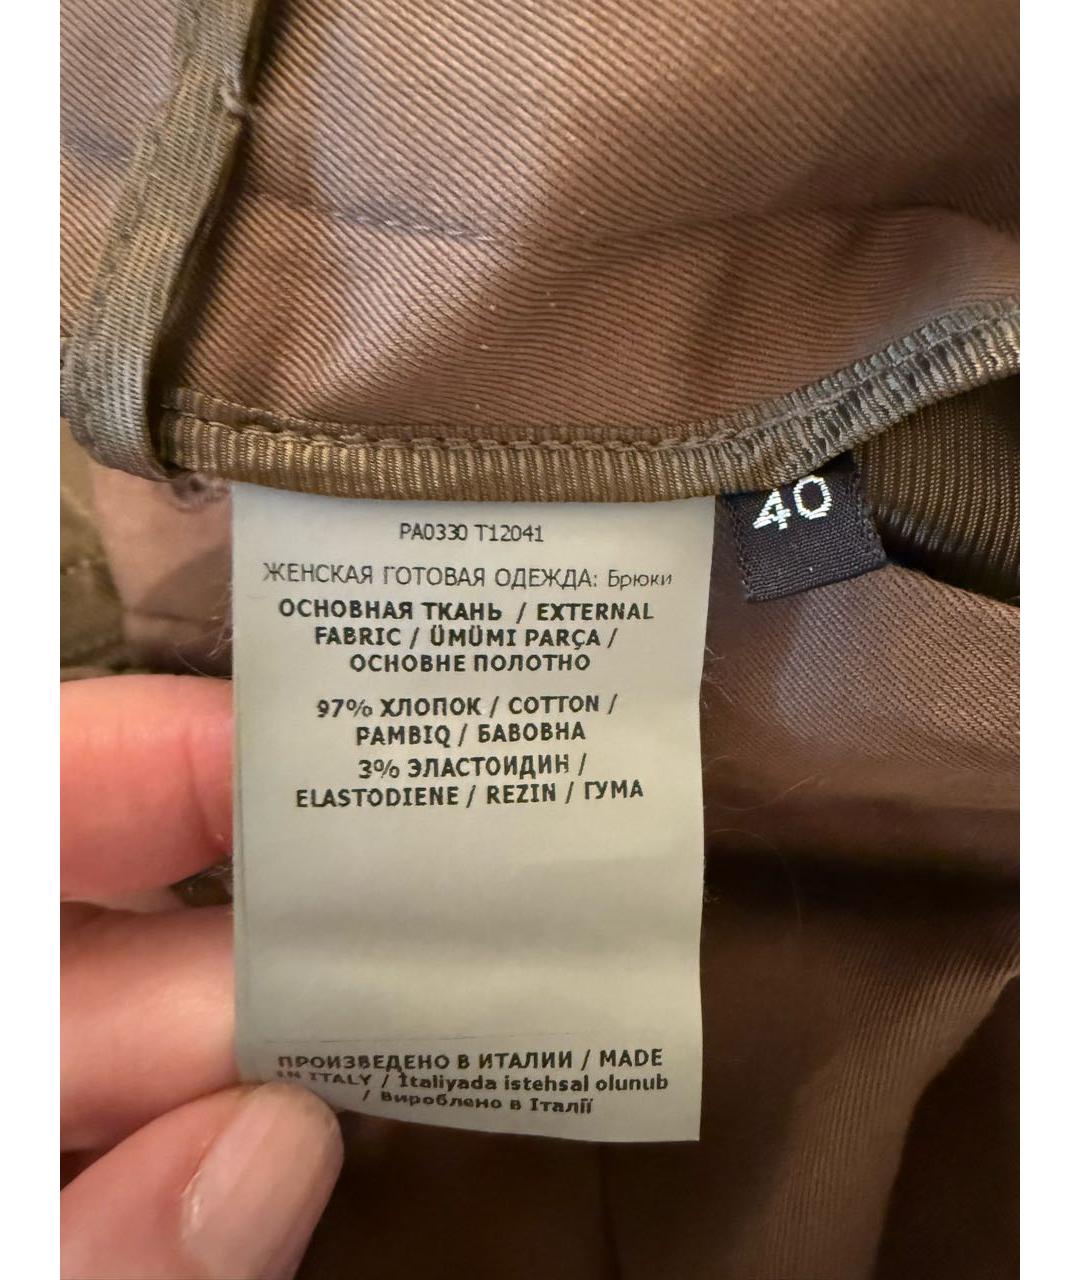 40
PA0330 T12041
ЖЕНСКАЯ ГОТОВАЯ ОДЕЖДА: Брюки
ОСНОВНАЯ ТКАНЬ / EXTERNAL
FABRIC / ÜMÜMI PARÇA /
ОСНОВНЕ ПОЛОТНО
97% ХЛОПОК / COTTON /
PAMBIQ / БАВОВНА
3% ЭЛАСТОИДИН /
ELASTODIENE / REZIN / ГУМА
ПРОИЗВЕДЕНО В ИТАЛИИ / MADE
IN ITALY / İtaliyada istehsal olunub
/ Вироблено в Італії